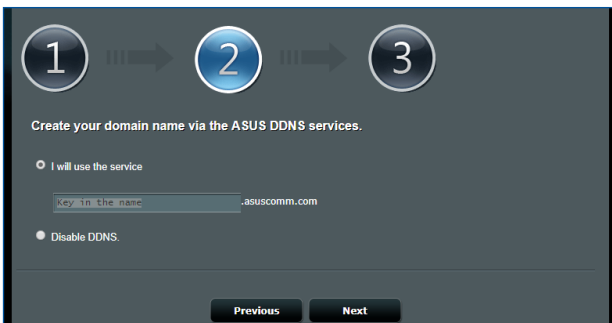 1 2 3
Create your domain name via the ASUS DDNS services.
I will use the service
Key in the name .asuscomm.com
Disable DDNS.
Previous Next